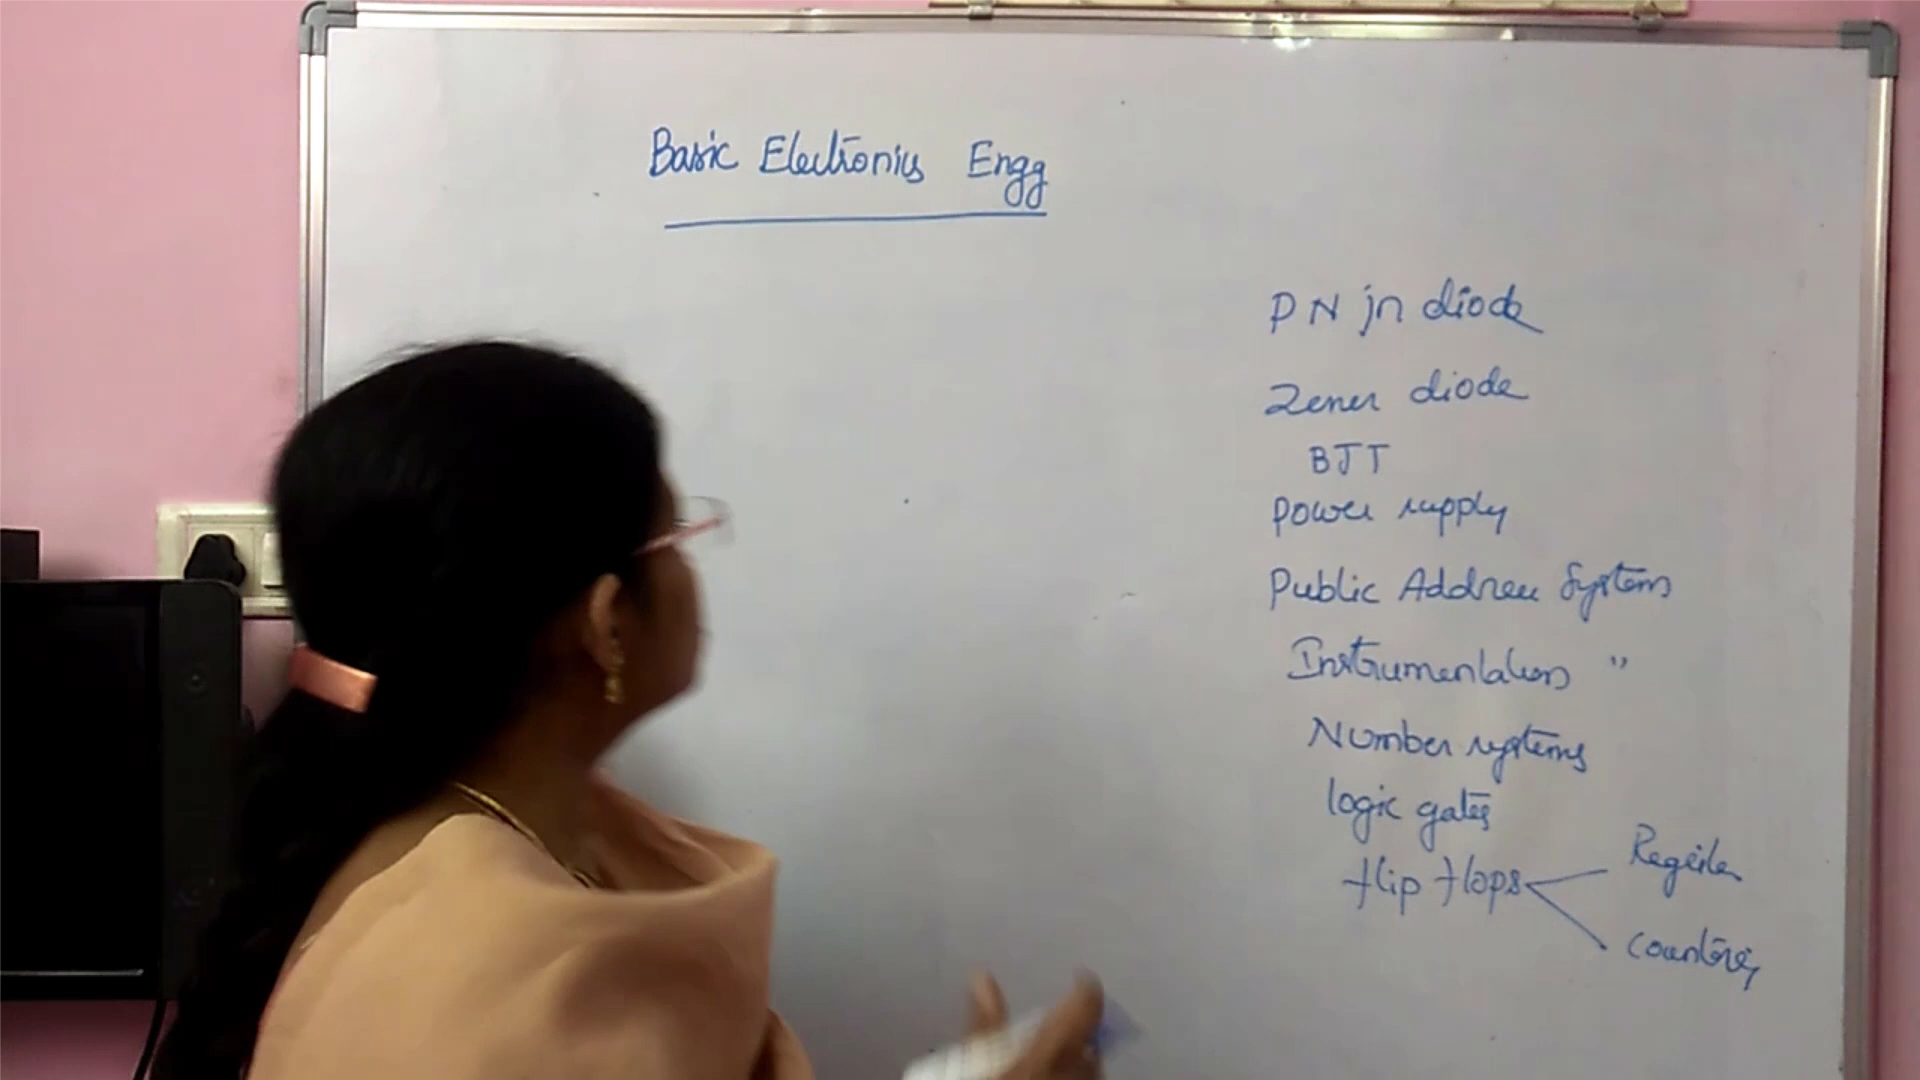 Basic Electronics Engg
PN jn diode
Zener diode
BJT
Power supply
Public Address Systems
Instrumentation "
Number systems
logic gates
flip flops
Register
counters